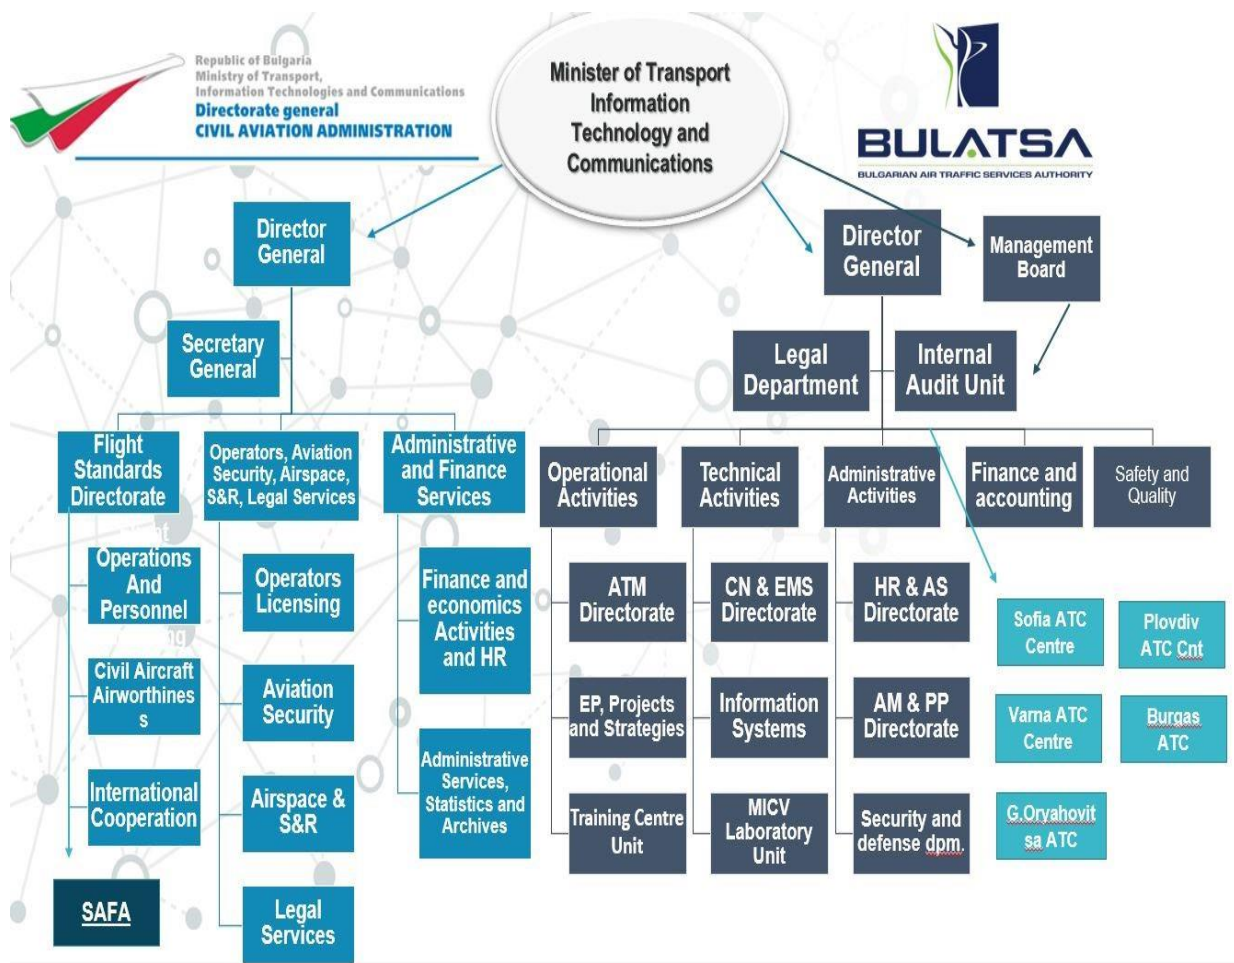 Republic of Bulgaria
Ministry of Transport,
Information Technologies and Communications
Directorate general
CIVIL AVIATION ADMINISTRATION
Minister of Transport
Information
Technology and
Communications
BULATSA
BULGARIAN AIR TRAFFIC SERVICES AUTHORITY
Director
General
Secretary
General
Flight
Standards
Directorate
Operators, Aviation
Security, Airspace,
S&R, Legal Services
Administrative
and Finance
Services
Operations
And
Personnel
Civil Aircraft
Airworthines
s
International
Cooperation
SAFA
Operators
Licensing
Aviation
Security
Airspace &
S&R
Legal
Services
Finance and
economics
Activities
and HR
Administrative
Services,
Statistics and
Archives
Director
General
Management
Board
Legal
Department
Internal
Audit Unit
Operational
Activities
Technical
Activities
Administrative
Activities
Finance and
accounting
Safety and
Quality
ATM
Directorate
EP, Projects
and Strategies
Training Centre
Unit
CN & EMS
Directorate
Information
Systems
MICV
Laboratory
Unit
HR & AS
Directorate
AM & PP
Directorate
Security and
defense dpm.
Sofia ATC
Centre
Plovdiv
ATC Cnt
Varna ATC
Centre
Burgas
ATC
G.Oryahovit
sa ATC